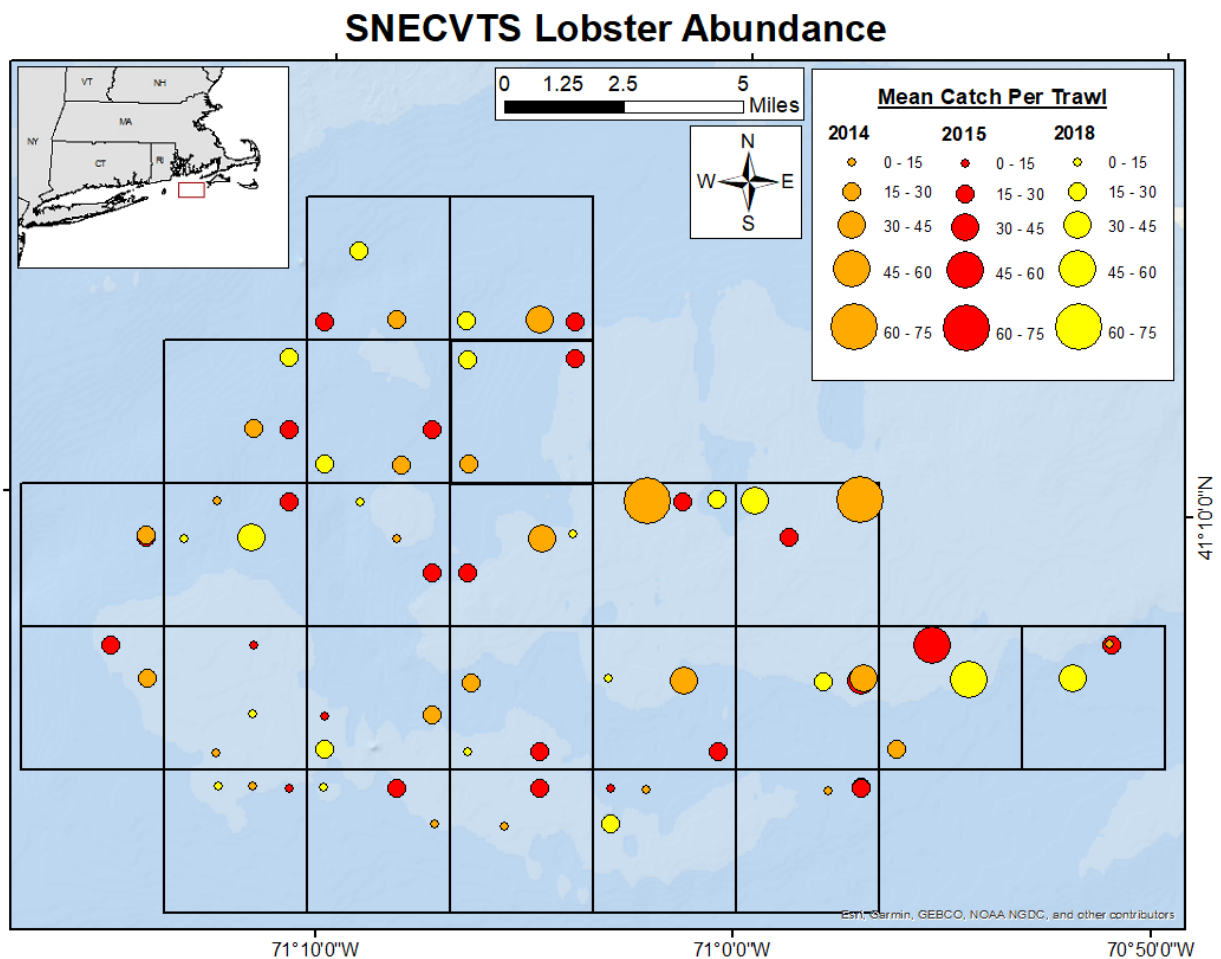 SNECVTS Lobster Abundance
VT
NH
MA
NY
CT
RI
0 1.25 2.5 5
Miles
N
W E
S
Mean Catch Per Trawl
2014 2015 2018
0 - 15 0 - 15 0 - 15
15 - 30 15 - 30 15 - 30
30 - 45 30 - 45 30 - 45
45 - 60 45 - 60 45 - 60
60 - 75 60 - 75 60 - 75
41°10'0"N
Esri, Garmin, GEBCO, NOAA NGDC, and other contributors
71°10'0"W 71°0'0"W 70°50'0"W